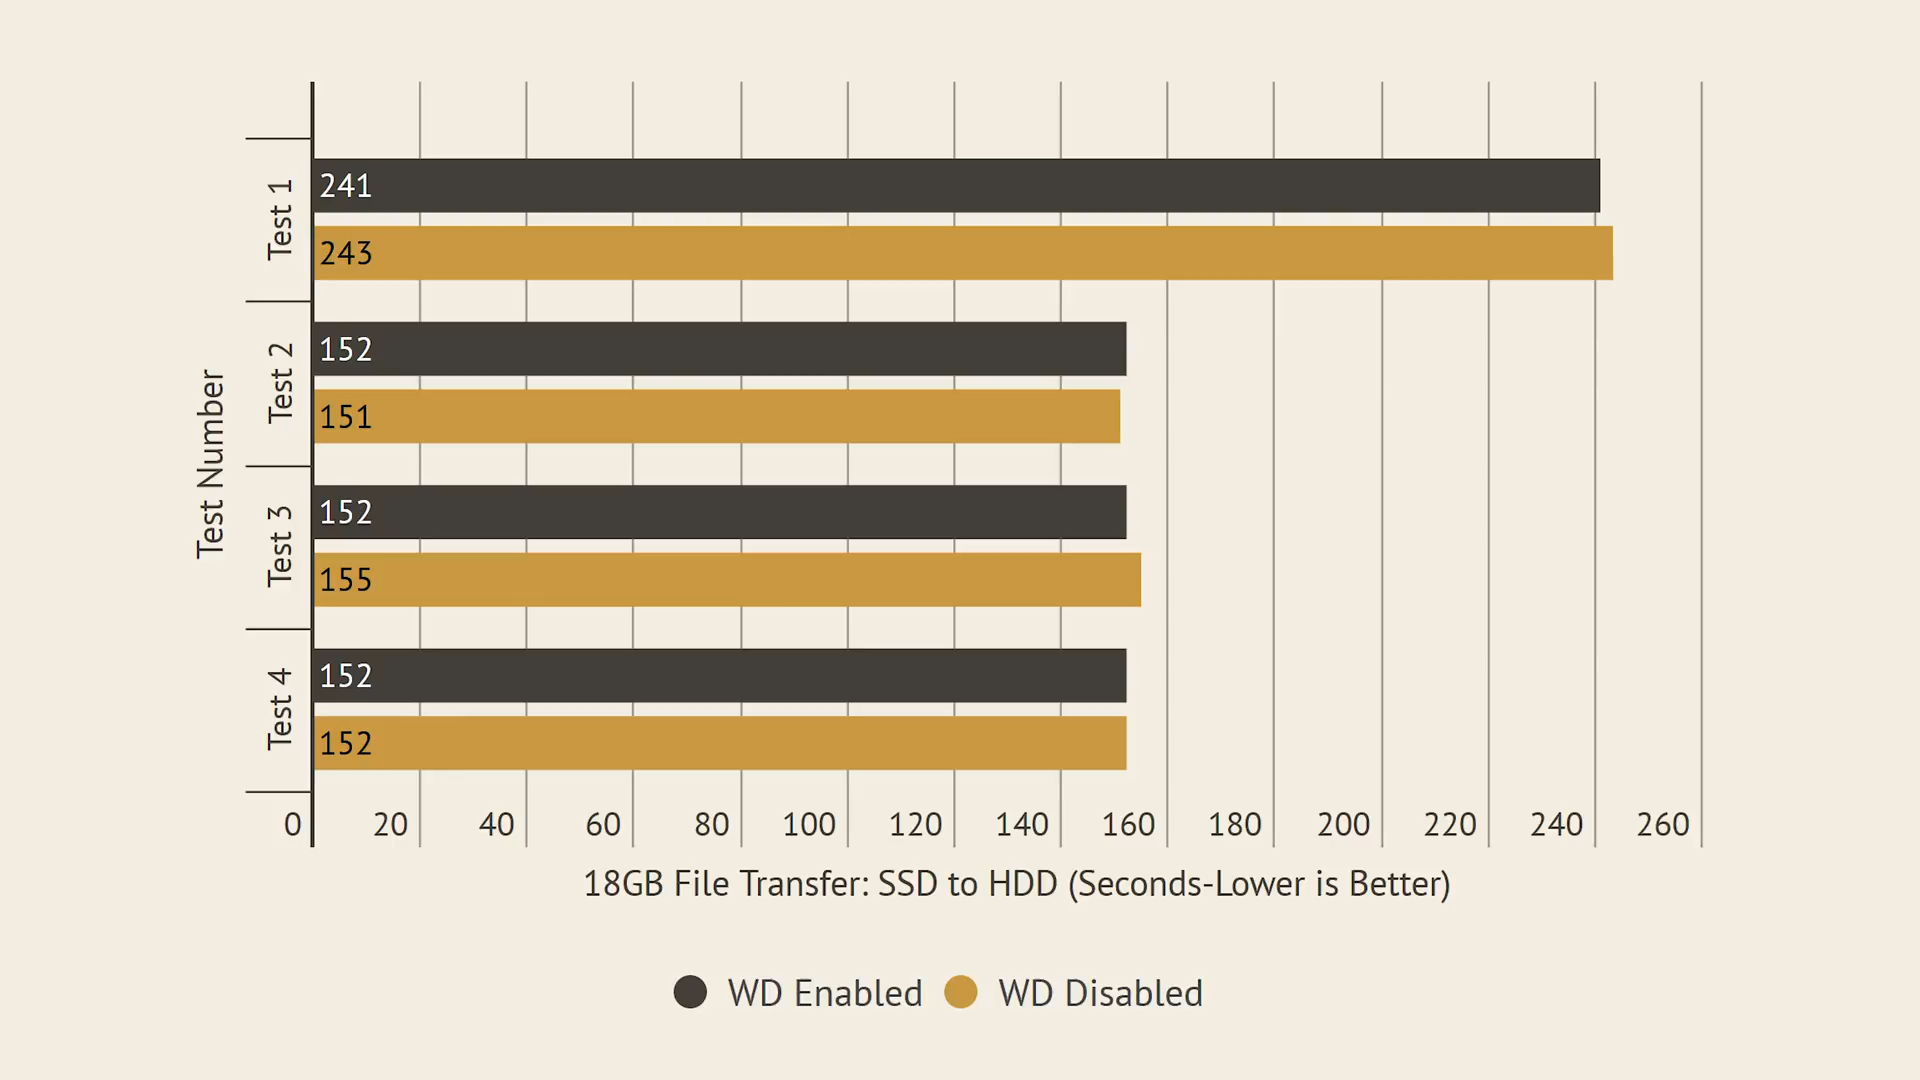 Test Number
Test 1
241
243
Test 2
152
151
Test 3
152
155
Test 4
152
152
0 20 40 60 80 100 120 140 160 180 200 220 240 260
18GB File Transfer: SSD to HDD (Seconds-Lower is Better)
WD Enabled WD Disabled